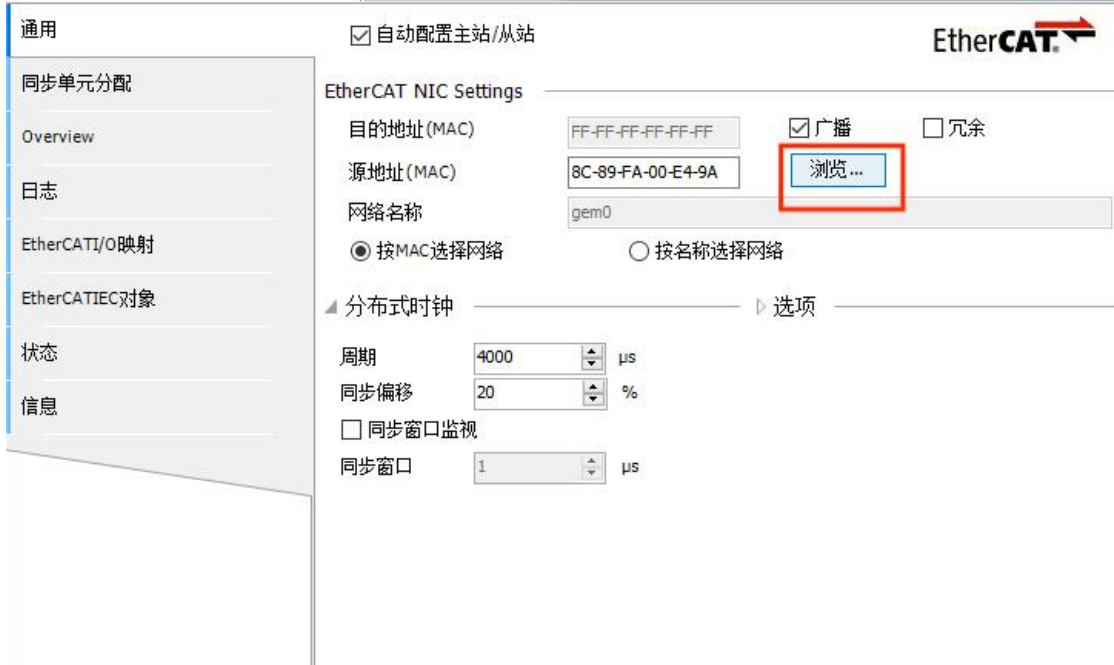 通用
同步单元分配
Overview
日志
EtherCATI/O映射
EtherCATIEC对象
状态
信息
自动配置主站/从站
EtherCAT
EtherCAT NIC Settings
目的地址(MAC) FF-FF-FF-FF-FF-FF 广播 冗余
源地址(MAC) 8C-89-FA-00-E4-9A 浏览...
网络名称 gem0
按MAC选择网络 按名称选择网络
分布式时钟 选项
周期 4000 µs
同步偏移 20 %
同步窗口监视
同步窗口 1 µs